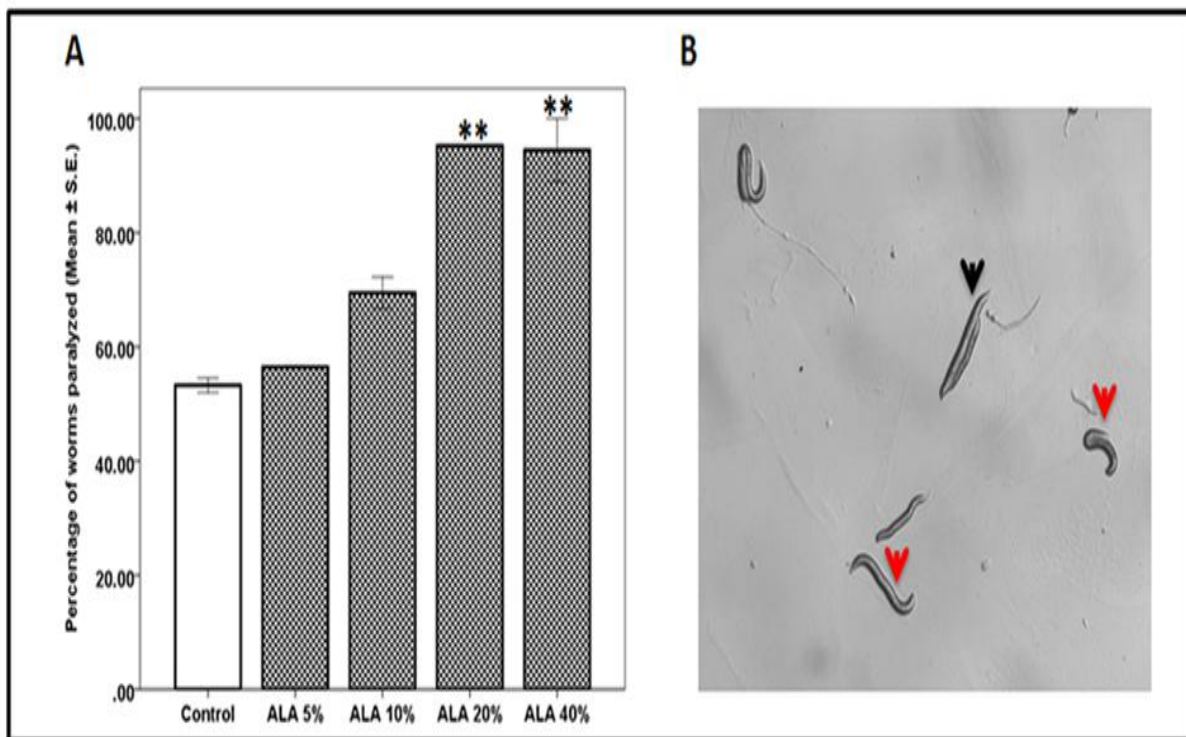 A
B
Percentage of worms paralyzed (Mean ± S.E.)
100.00
80.00
60.00
40.00
20.00
.00
**
**
Control ALA 5% ALA 10% ALA 20% ALA 40%